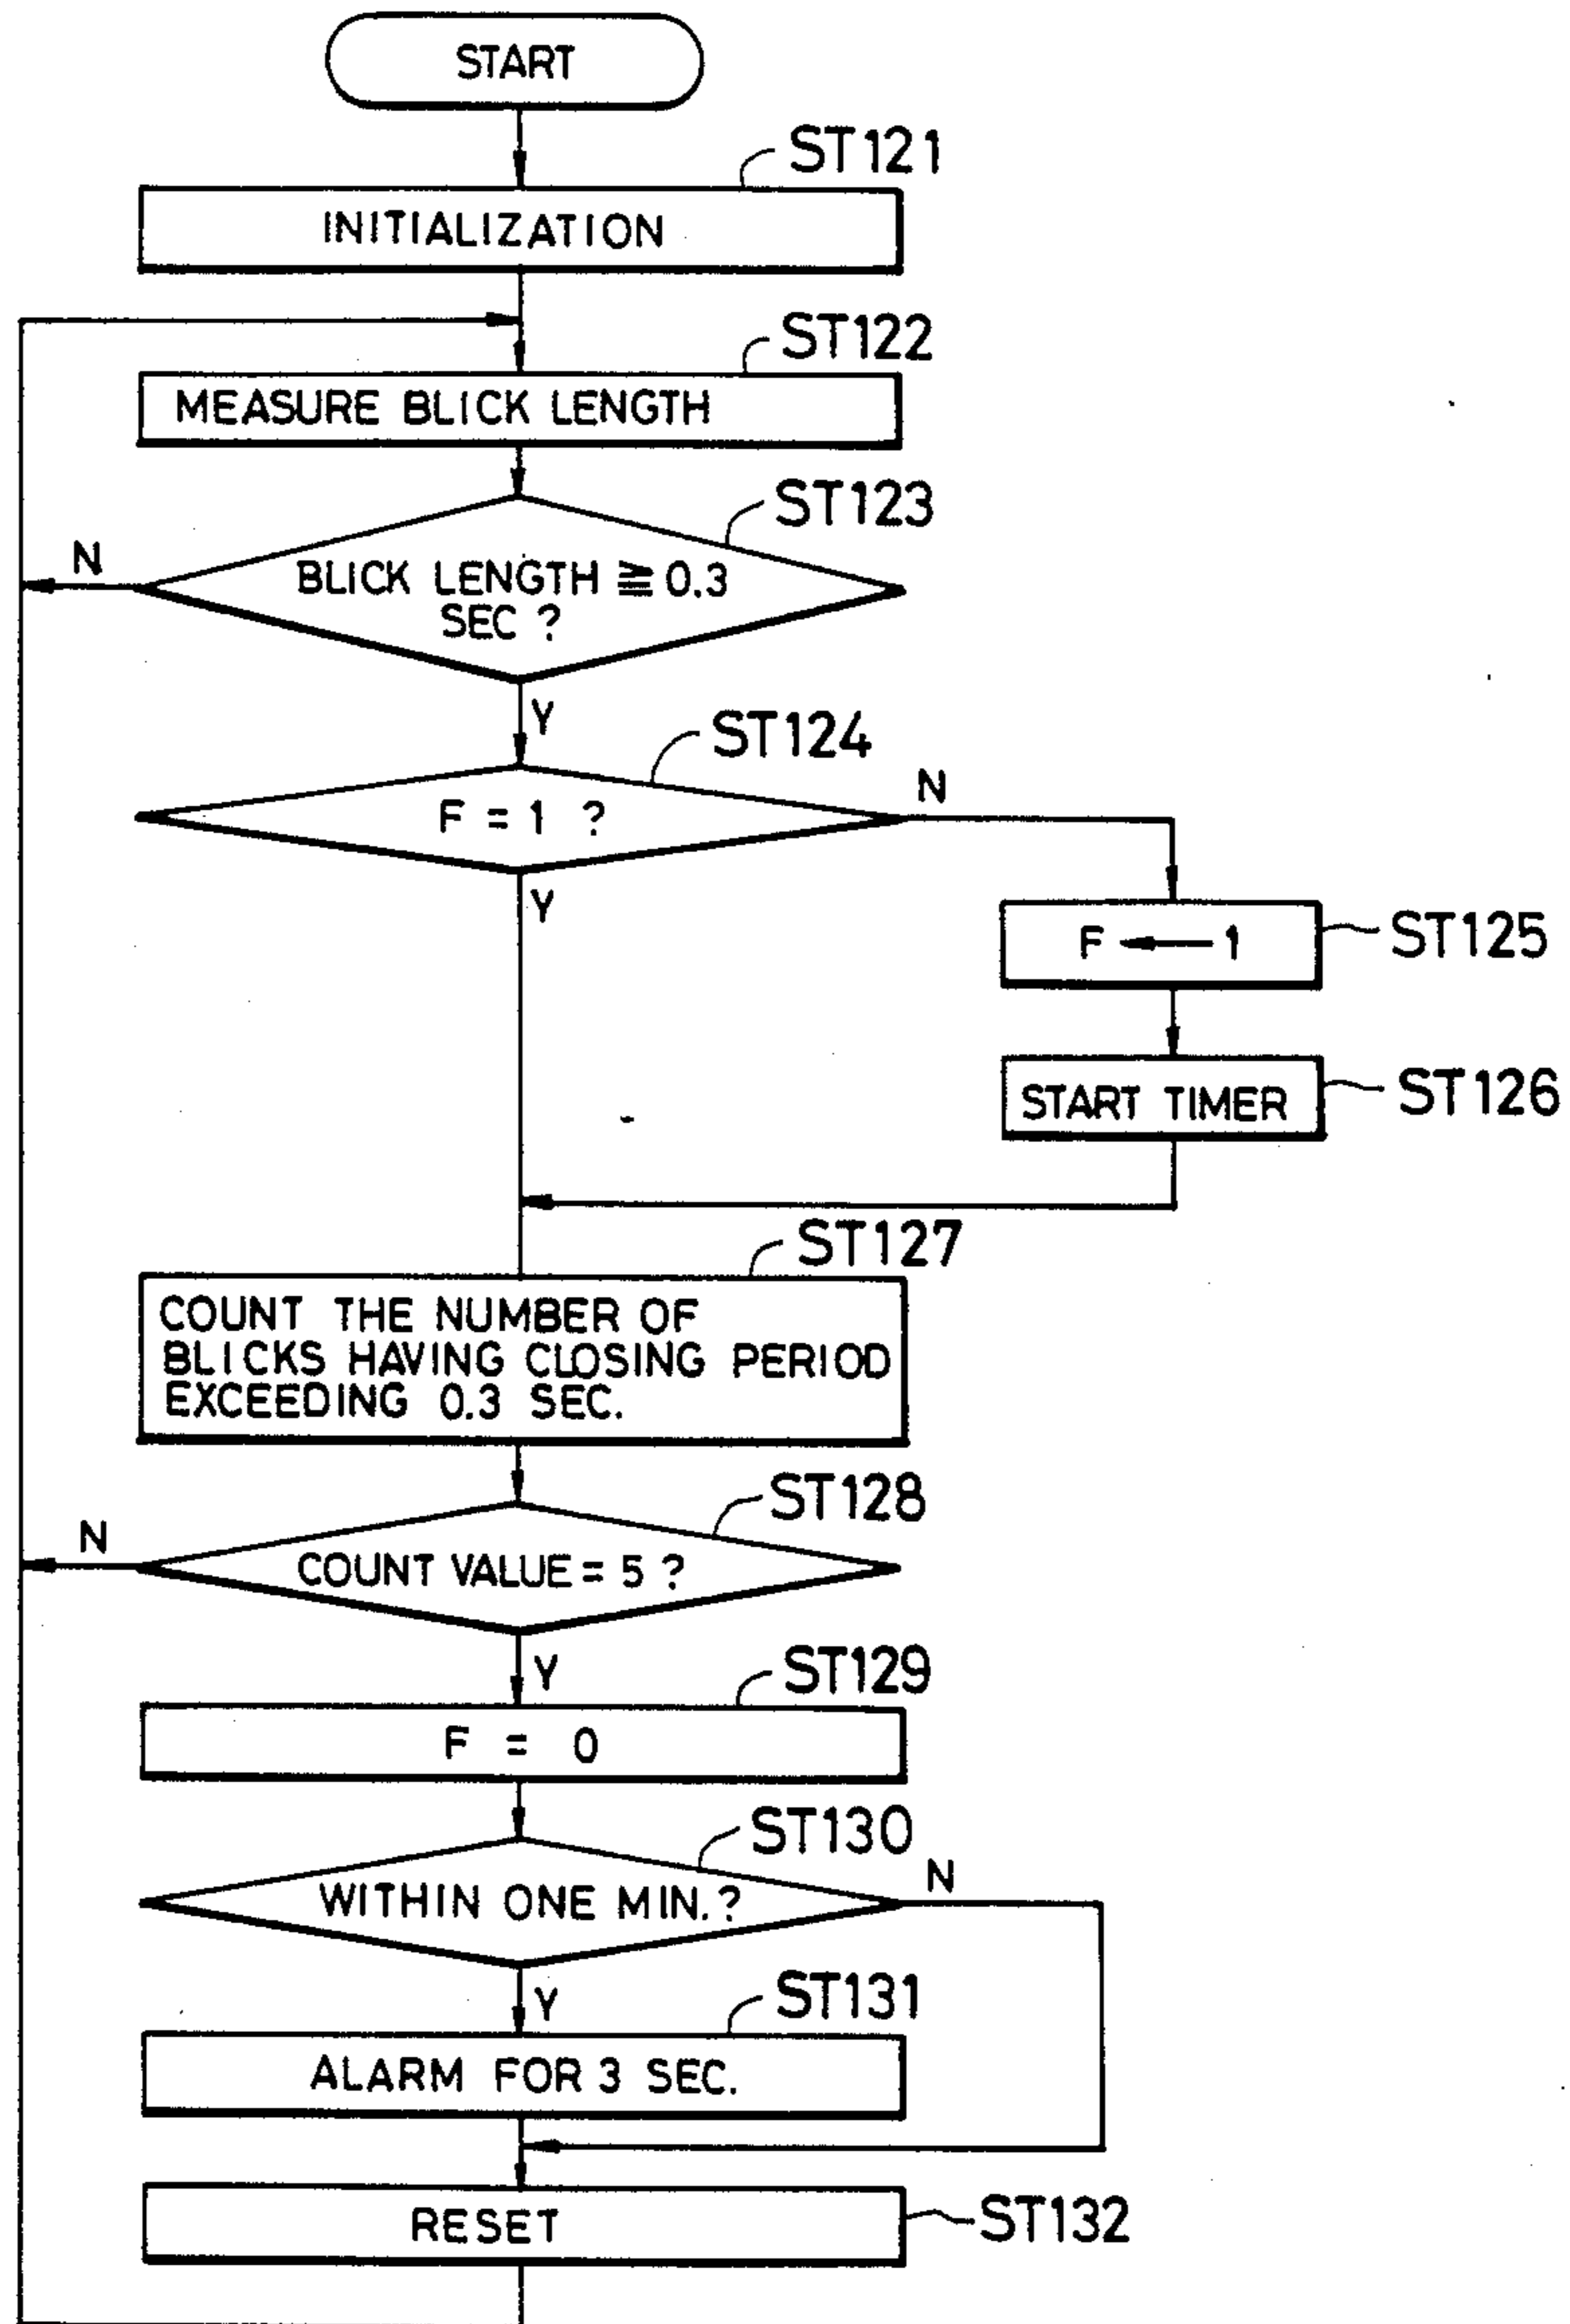 START
ST121
INITIALIZATION
ST122
MEASURE BLICK LENGTH
ST123
N
BLICK LENGTH ≧ 0.3
SEC ?
Y
ST124
N
F = 1 ?
Y
F ← 1
ST125
START TIMER
ST126
ST127
COUNT THE NUMBER OF
BLICKS HAVING CLOSING PERIOD
EXCEEDING 0.3 SEC.
ST128
N
COUNT VALUE = 5 ?
Y
ST129
F = 0
ST130
N
WITHIN ONE MIN. ?
Y
ST131
ALARM FOR 3 SEC.
RESET
ST132